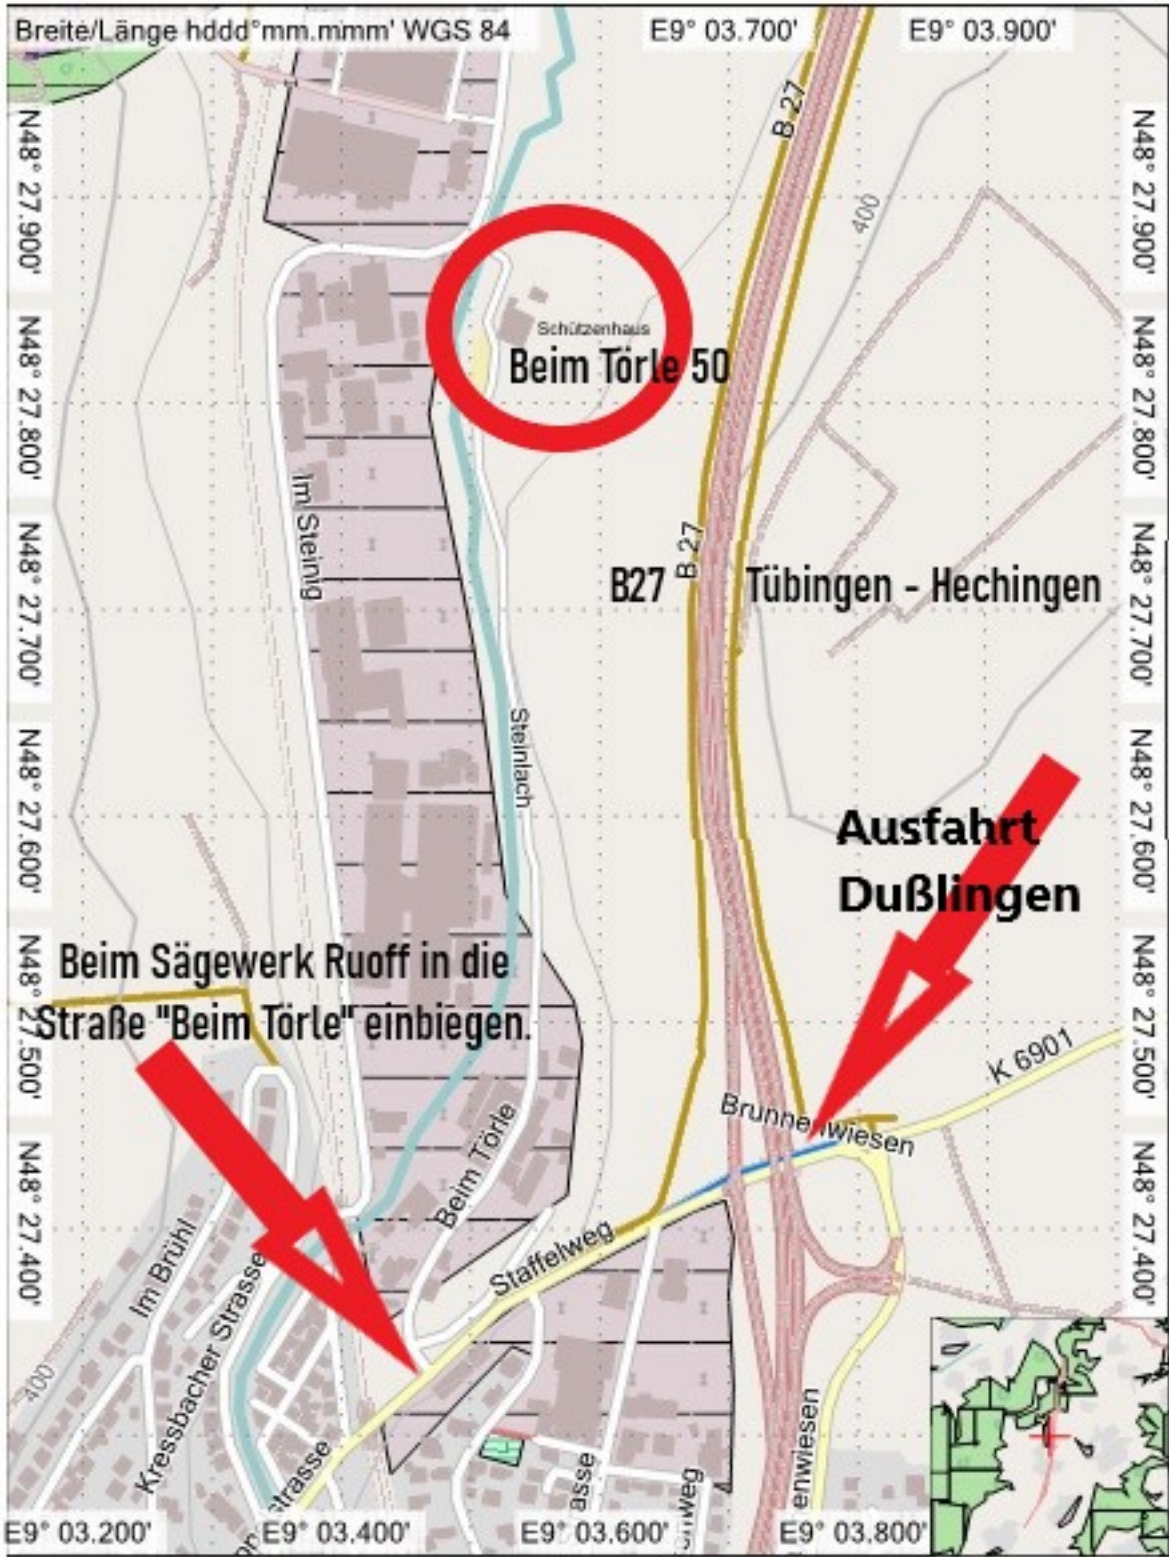 Breite/Länge hddd°mm.mmm' WGS 84
E9° 03.700'
E9° 03.900'
B 27
N48° 27.900'
N48° 27.900'
400
Schützenhaus
Beim Törle 50
N48° 27.800'
N48° 27.800'
Im Steinig
B 27
B27
Tübingen - Hechingen
N48° 27.700'
N48° 27.700'
Steinlach
N48° 27.600'
N48° 27.600'
Ausfahrt
Dußlingen
Beim Sägewerk Ruoff in die
Straße "Beim Törle" einbiegen.
N48° 27.500'
N48° 27.500'
K 6901
Brunnenwiesen
Beim Törle
Staffelweg
N48° 27.400'
N48° 27.400'
Im Brühl
Kressbacher Strasse
400
strasse
asse
enwiesen
E9° 03.200'
E9° 03.400'
E9° 03.600'
E9° 03.800'